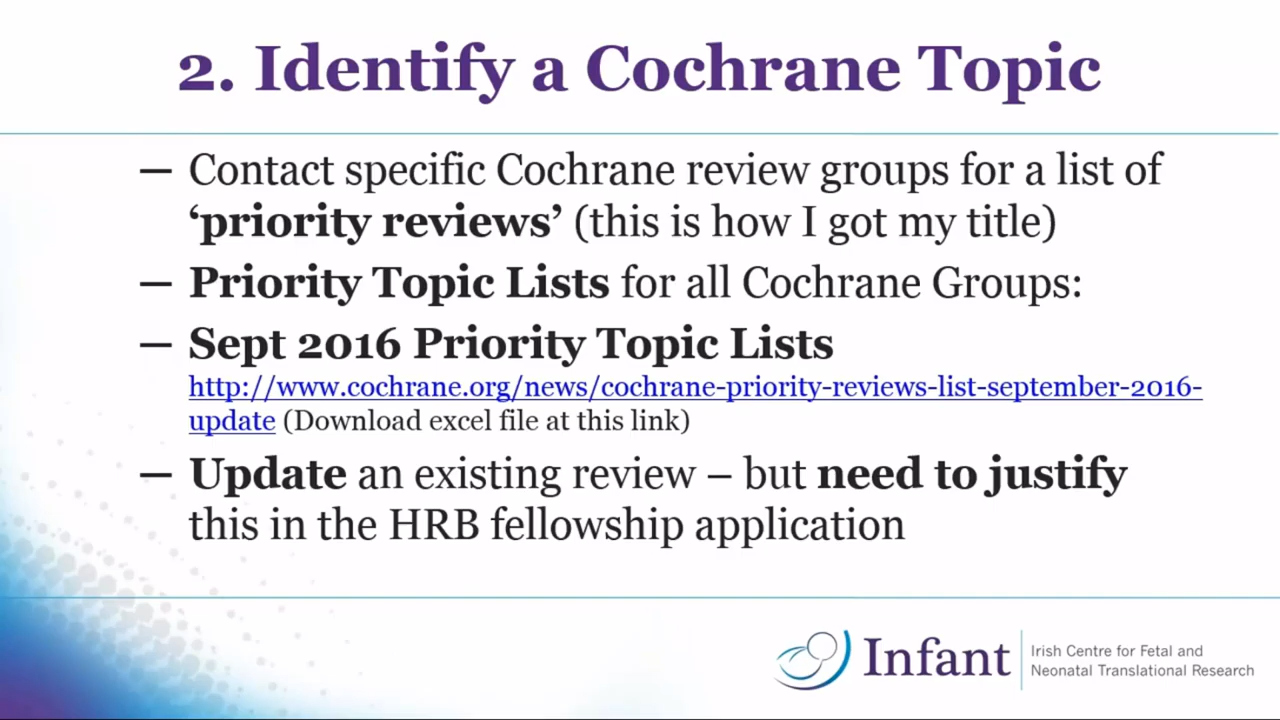 2. Identify a Cochrane Topic
— Contact specific Cochrane review groups for a list of
‘priority reviews’ (this is how I got my title)
— Priority Topic Lists for all Cochrane Groups:
— Sept 2016 Priority Topic Lists
http://www.cochrane.org/news/cochrane-priority-reviews-list-september-2016-
update (Download excel file at this link)
— Update an existing review – but need to justify
this in the HRB fellowship application
Infant
Irish Centre for Fetal and
Neonatal Translational Research